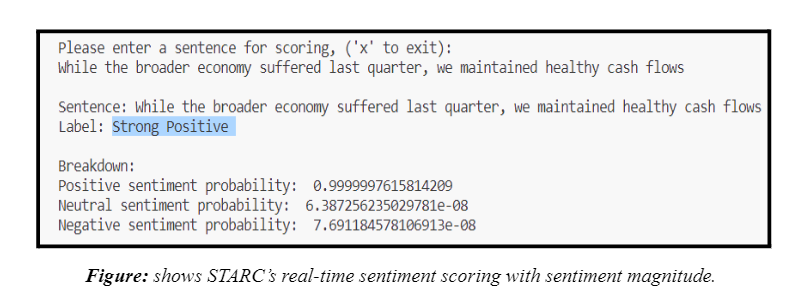 Please enter a sentence for scoring, ('x' to exit):
While the broader economy suffered last quarter, we maintained healthy cash flows
Sentence: While the broader economy suffered last quarter, we maintained healthy cash flows
Label: Strong Positive
Breakdown:
Positive sentiment probability: 0.9999997615814209
Neutral sentiment probability: 6.387256235029781e-08
Negative sentiment probability: 7.691184578106913e-08
Figure: shows STARC’s real-time sentiment scoring with sentiment magnitude.